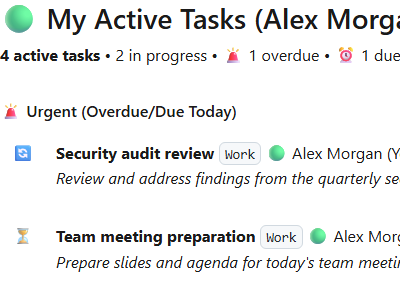 My Active Tasks (Alex Morga
4 active tasks • 2 in progress • 🚨 1 overdue • ⏰ 1 due
🚨 Urgent (Overdue/Due Today)
Security audit review Work Alex Morgan (Y
Review and address findings from the quarterly se
Team meeting preparation Work Alex Morg
Prepare slides and agenda for today's team meetin